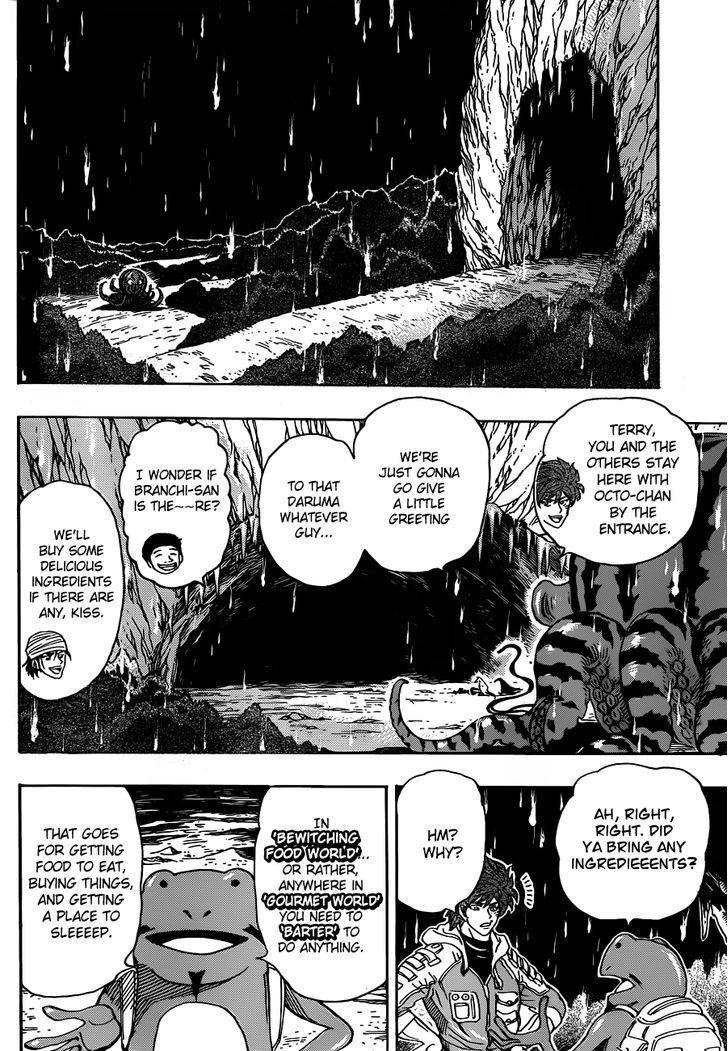 TERRY,
YOU AND THE
OTHERS STAY
HERE WITH
OCTO-CHAN
BY THE
ENTRANCE.
WE'RE
JUST GONNA
GO GIVE
A LITTLE
GREETING
TO THAT
DARUMA
WHATEVER
GUY...
I WONDER IF
BRANCHI-SAN
IS THE~~RE?
WE'LL
BUY SOME
DELICIOUS
INGREDIENTS
IF THERE
ARE ANY, KISS.
AH, RIGHT,
RIGHT. DID
YA BRING ANY
INGREDIEEENTS?
HM?
WHY?
IN
'BEWITCHING
FOOD WORLD'...
OR RATHER,
ANYWHERE IN
'GOURMET WORLD'
YOU NEED TO
'BARTER' TO
DO ANYTHING.
THAT GOES
FOR GETTING
FOOD TO EAT,
BUYING THINGS,
AND GETTING
A PLACE TO
SLEEEEP.